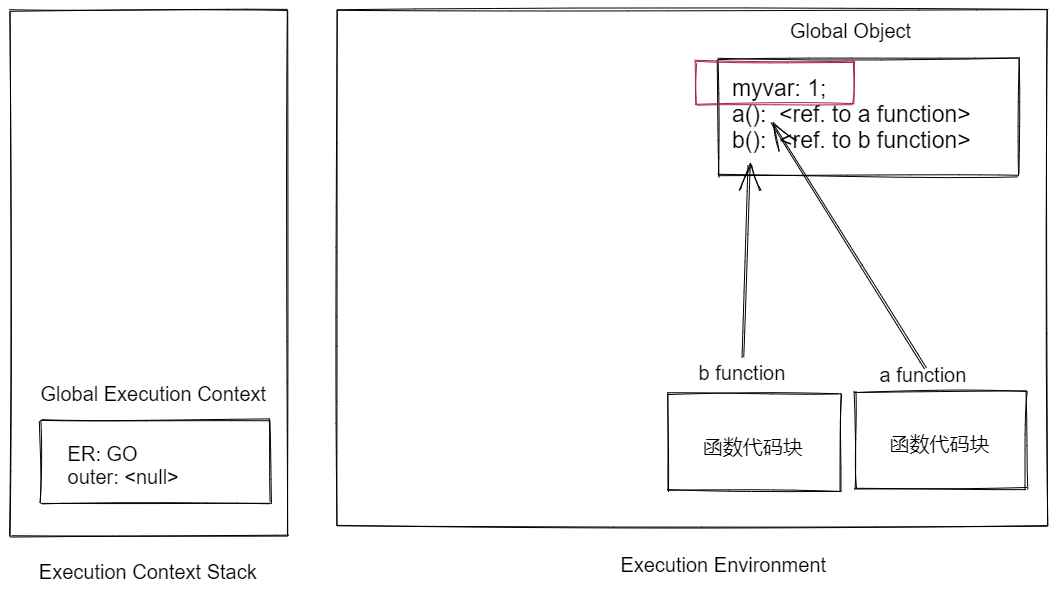 Global Object
myvar: 1;
a(): <ref. to a function>
b(): <ref. to b function>
b function
a function
函数代码块
函数代码块
Global Execution Context
ER: GO
outer: <null>
Execution Context Stack
Execution Environment